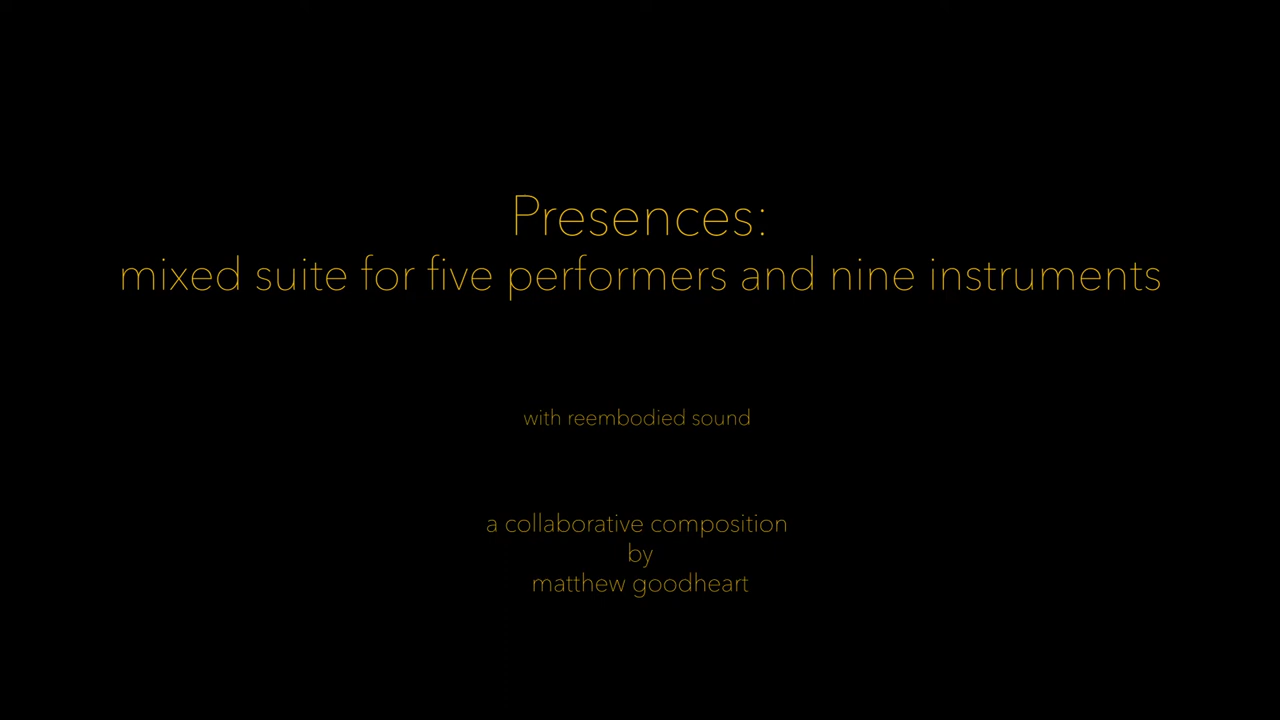 Presences:
mixed suite for five performers and nine instruments
with reembodied sound
a collaborative composition
by
matthew goodheart